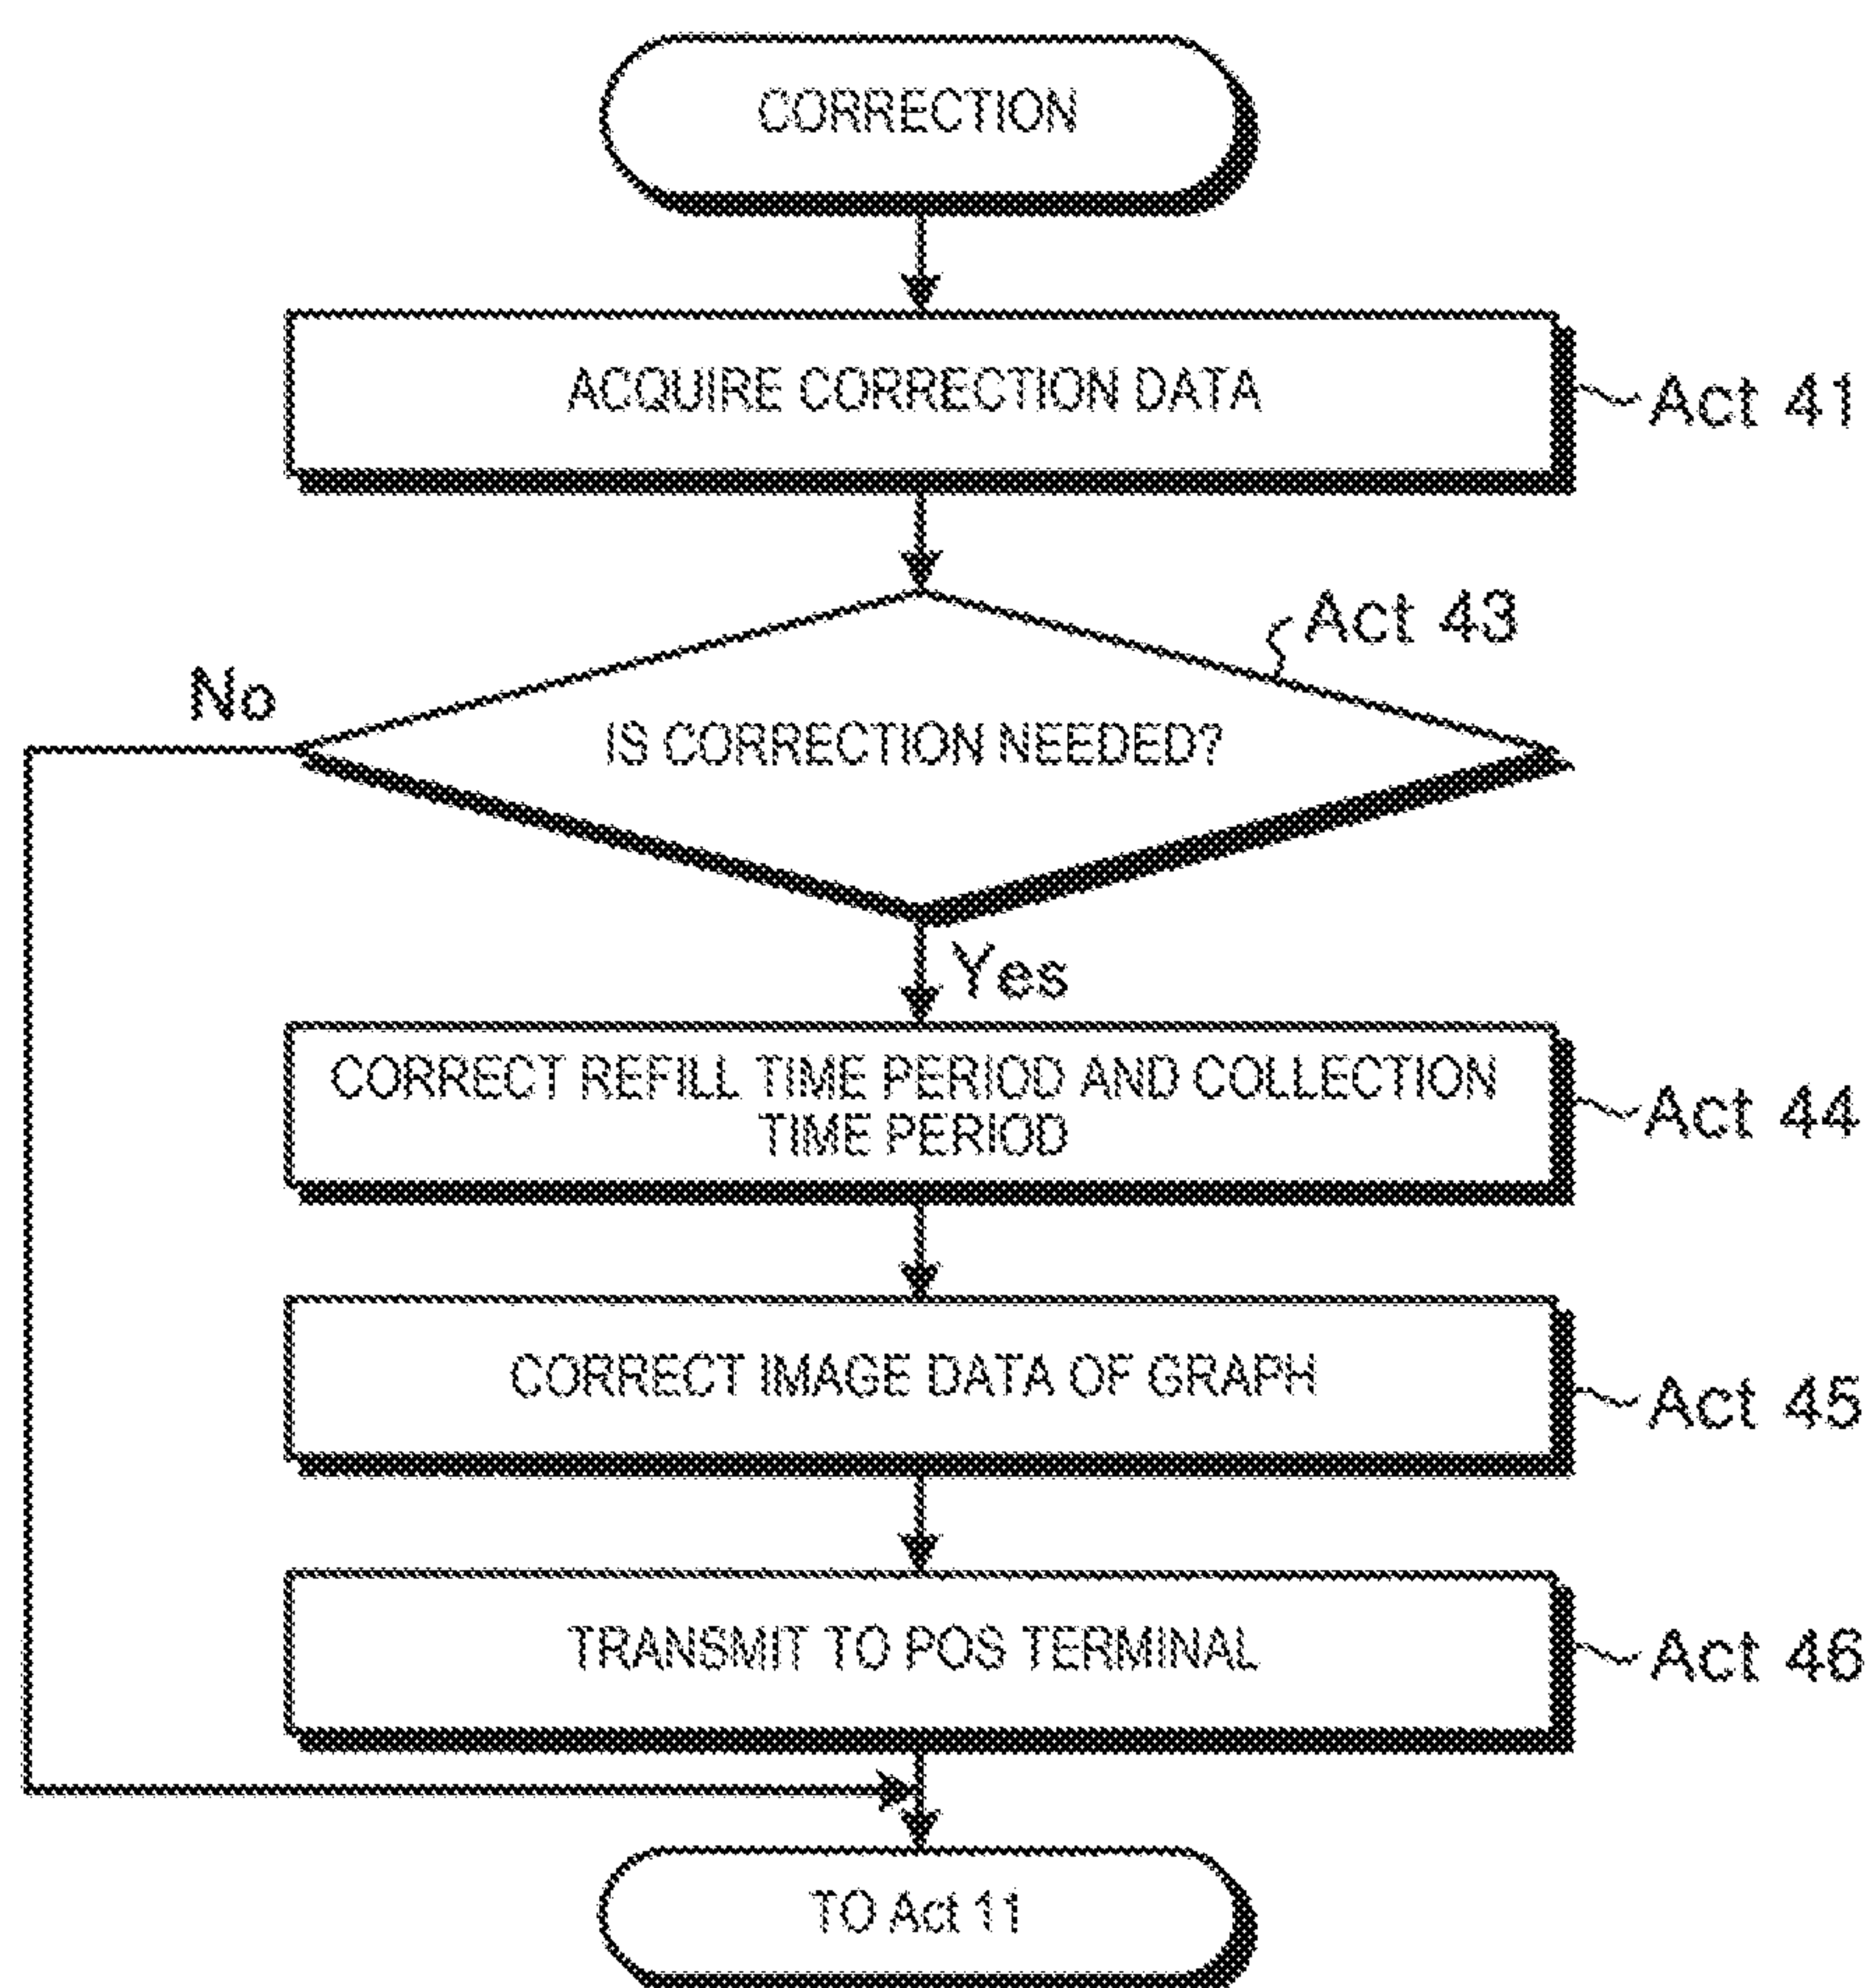 CORRECTION
ACQUIRE CORRECTION DATA
Act 41
Act 43
No
IS CORRECTION NEEDED?
Yes
CORRECT REFILL TIME PERIOD AND COLLECTION
TIME PERIOD
Act 44
CORRECT IMAGE DATA OF GRAPH
Act 45
TRANSMIT TO POS TERMINAL
Act 46
TO Act 11